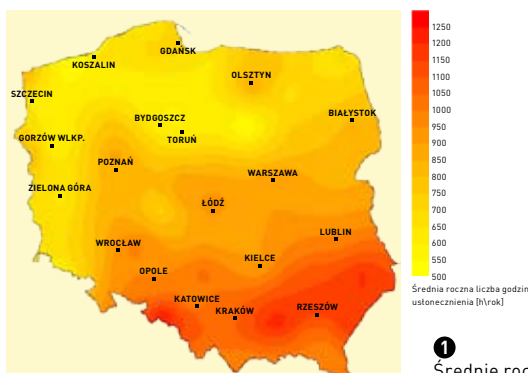 GDAŃSK
KOSZALIN
OLSZTYN
SZCZECIN
BIAŁYSTOK
BYDGOSZCZ
TORUŃ
GORZÓW WLKP.
POZNAŃ
WARSZAWA
ZIELONA GÓRA
ŁÓDŹ
LUBLIN
WROCŁAW
KIELCE
OPOLE
KATOWICE
KRAKÓW
RZESZÓW
1250
1200
1150
1100
1050
1000
950
900
850
800
750
700
650
600
550
500
Średnia roczna liczba godzin
usłonecznienia [h\rok]
1
Średnie roc